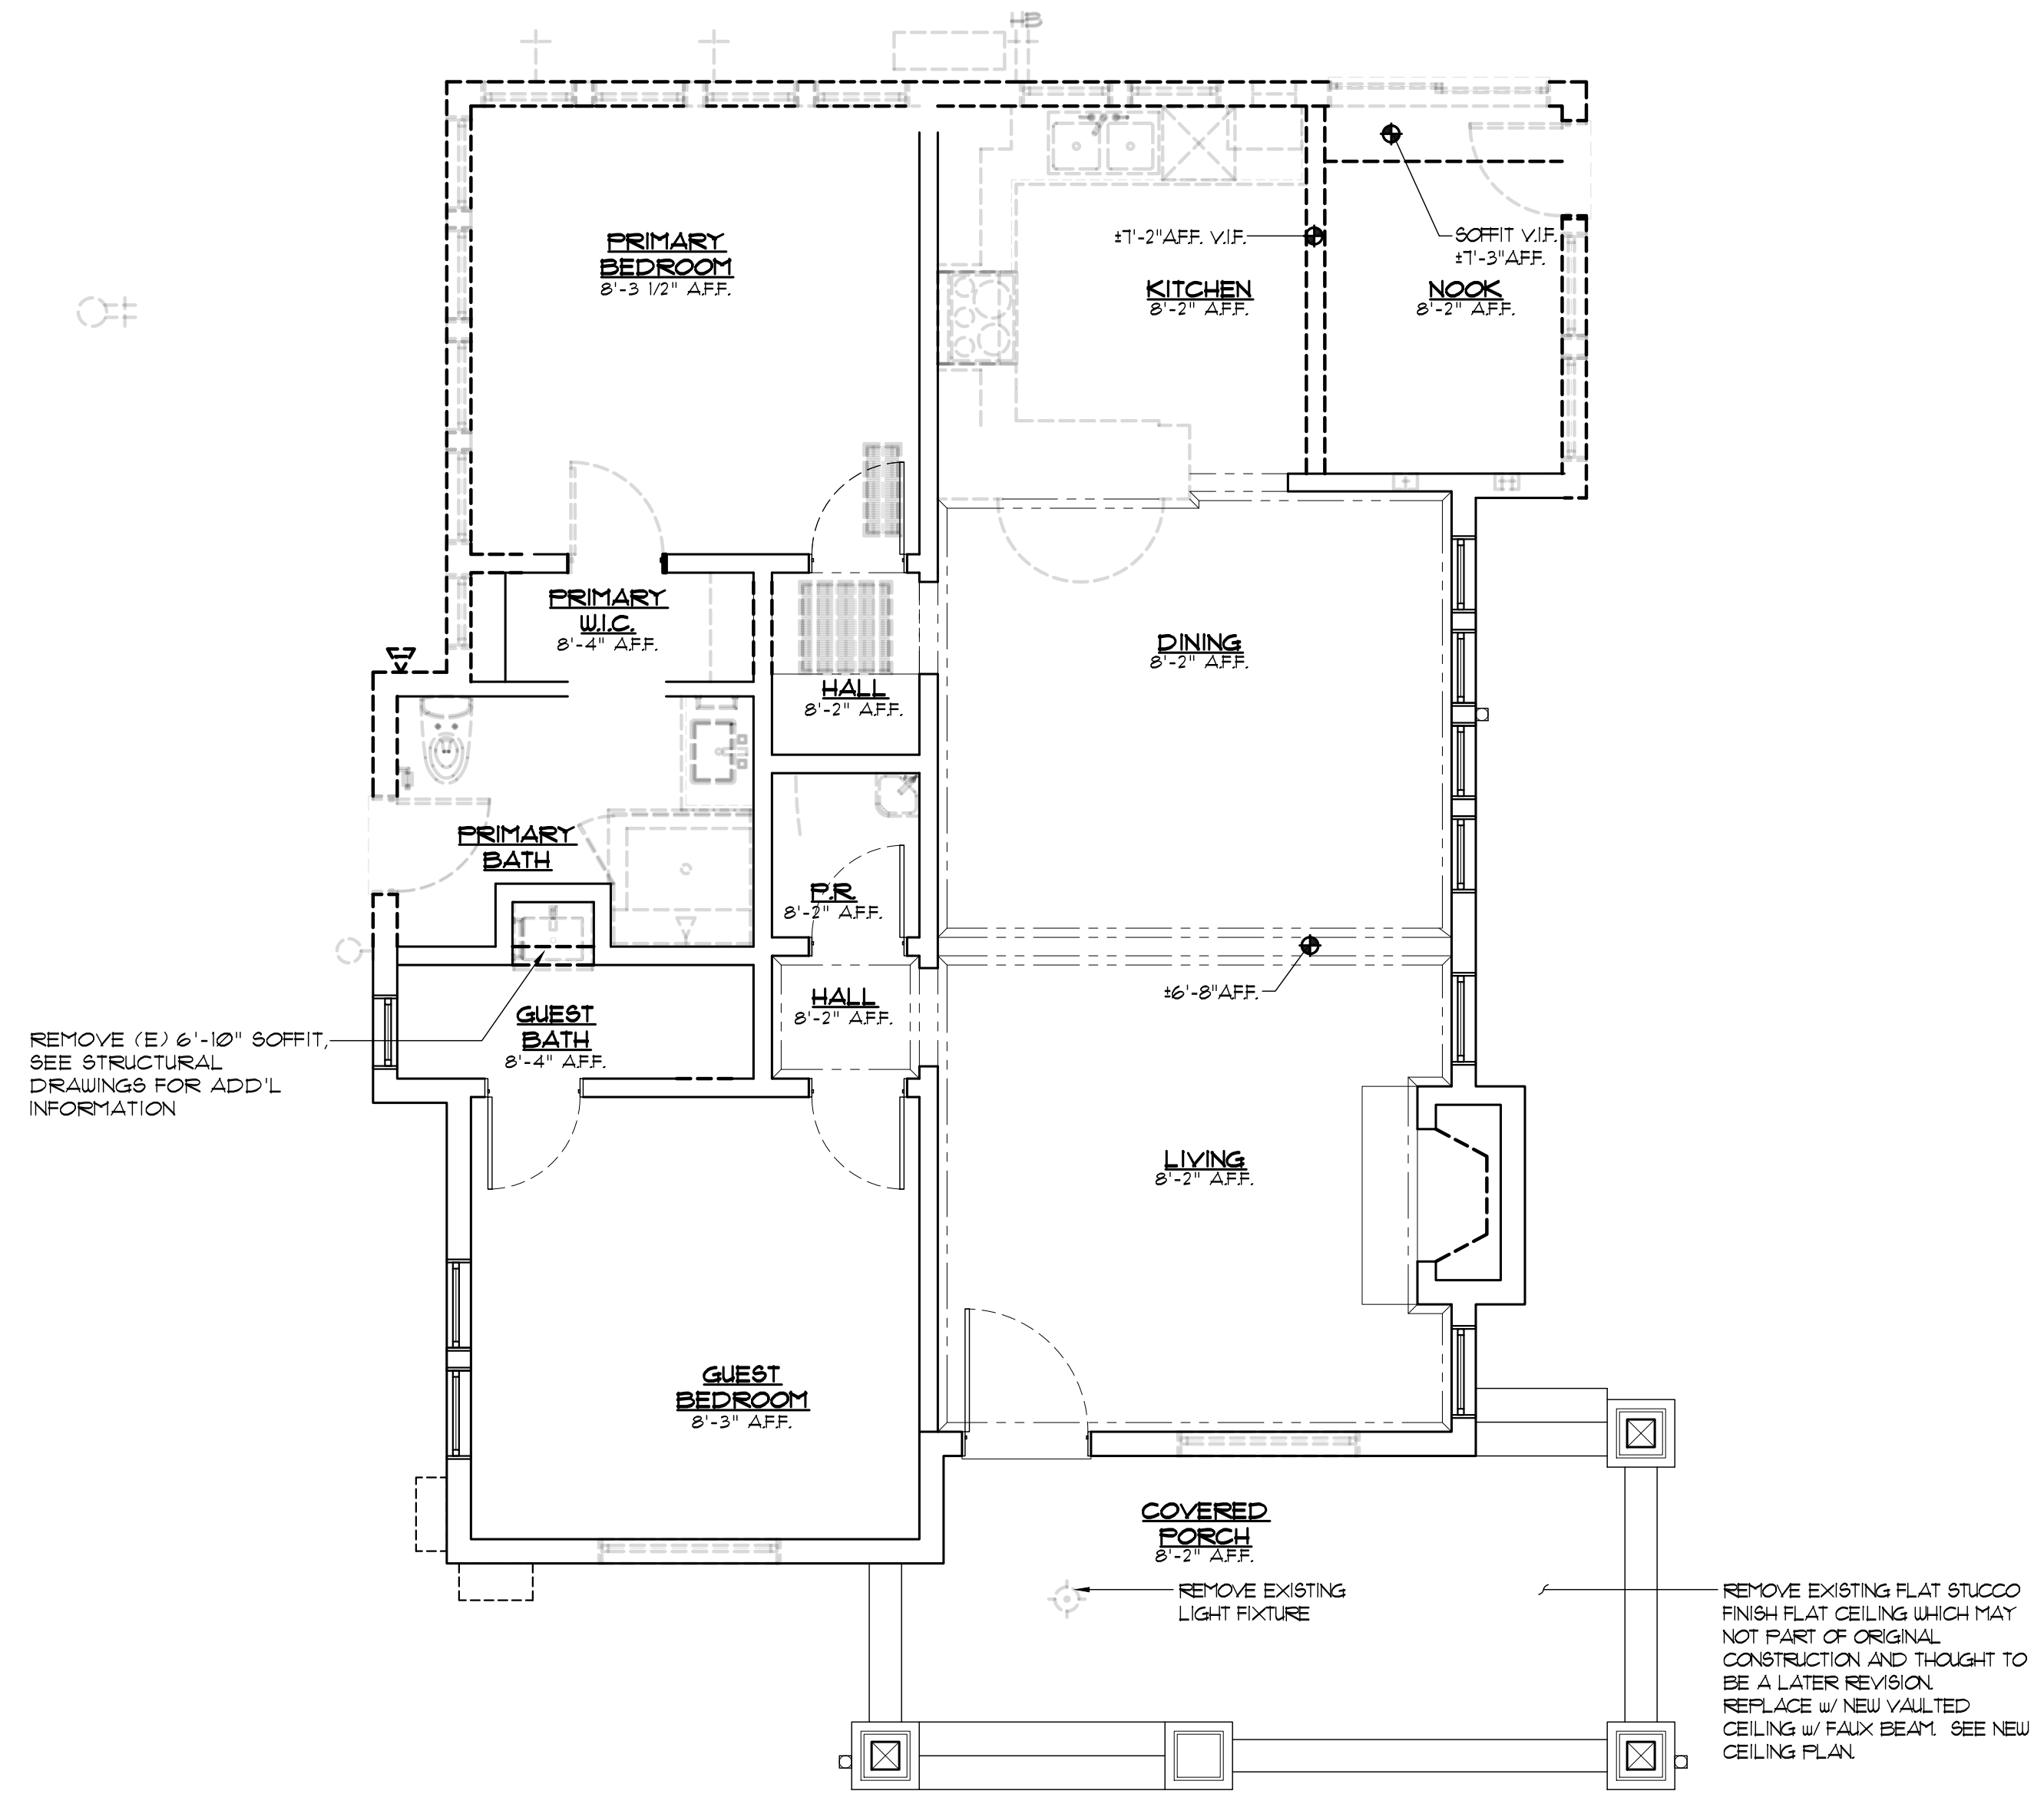 HB
PRIMARY
BEDROOM
8'-3 1/2" A.F.F.
±7'-2"A.F.F. V.I.F.
SOFFIT V.I.F.
±7'-3"A.F.F.
KITCHEN
8'-2" A.F.F.
NOOK
8'-2" A.F.F.
PRIMARY
W.I.C.
8'-4" A.F.F.
DINING
8'-2" A.F.F.
HALL
8'-2" A.F.F.
PRIMARY
BATH
P.R.
8'-2" A.F.F.
HALL
8'-2" A.F.F.
±6'-8"A.F.F.
GUEST
BATH
8'-4" A.F.F.
REMOVE (E) 6'-10" SOFFIT,
SEE STRUCTURAL
DRAWINGS FOR ADD'L
INFORMATION
LIVING
8'-2" A.F.F.
GUEST
BEDROOM
8'-3" A.F.F.
COVERED
PORCH
8'-2" A.F.F.
REMOVE EXISTING
LIGHT FIXTURE
REMOVE EXISTING FLAT STUCCO
FINISH FLAT CEILING WHICH MAY
NOT PART OF ORIGINAL
CONSTRUCTION AND THOUGHT TO
BE A LATER REVISION.
REPLACE w/ NEW VAULTED
CEILING w/ FAUX BEAM.  SEE NEW
CEILING PLAN.